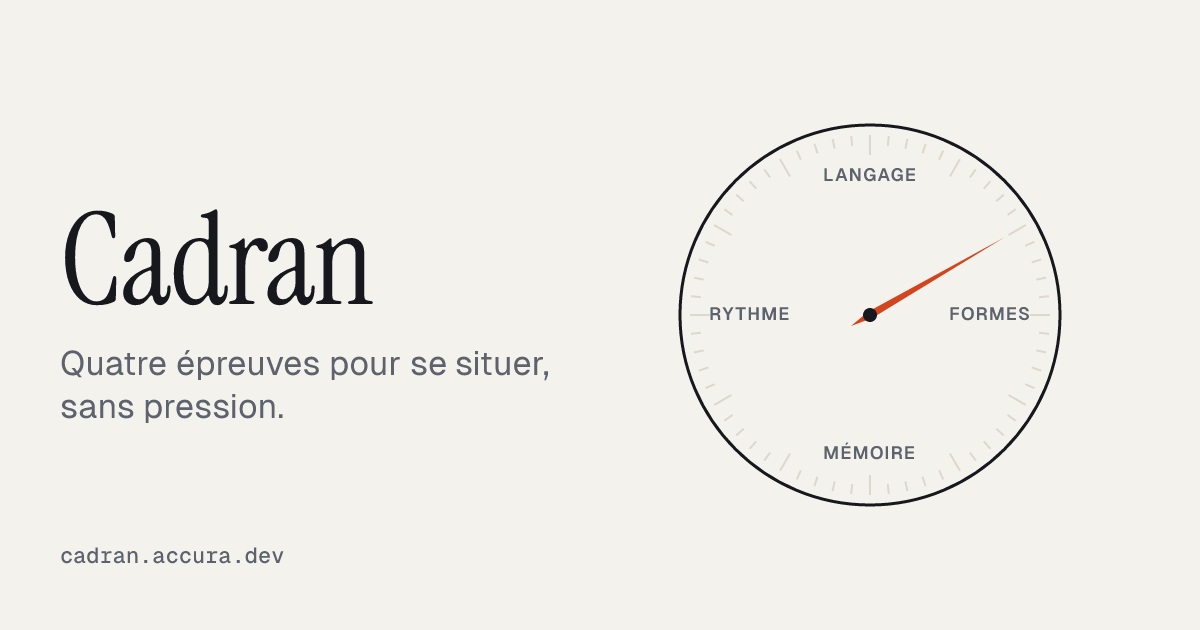 Cadran
Quatre épreuves pour se situer,
sans pression.
cadran.accura.dev
LANGAGE
RYTHME
FORMES
MÉMOIRE